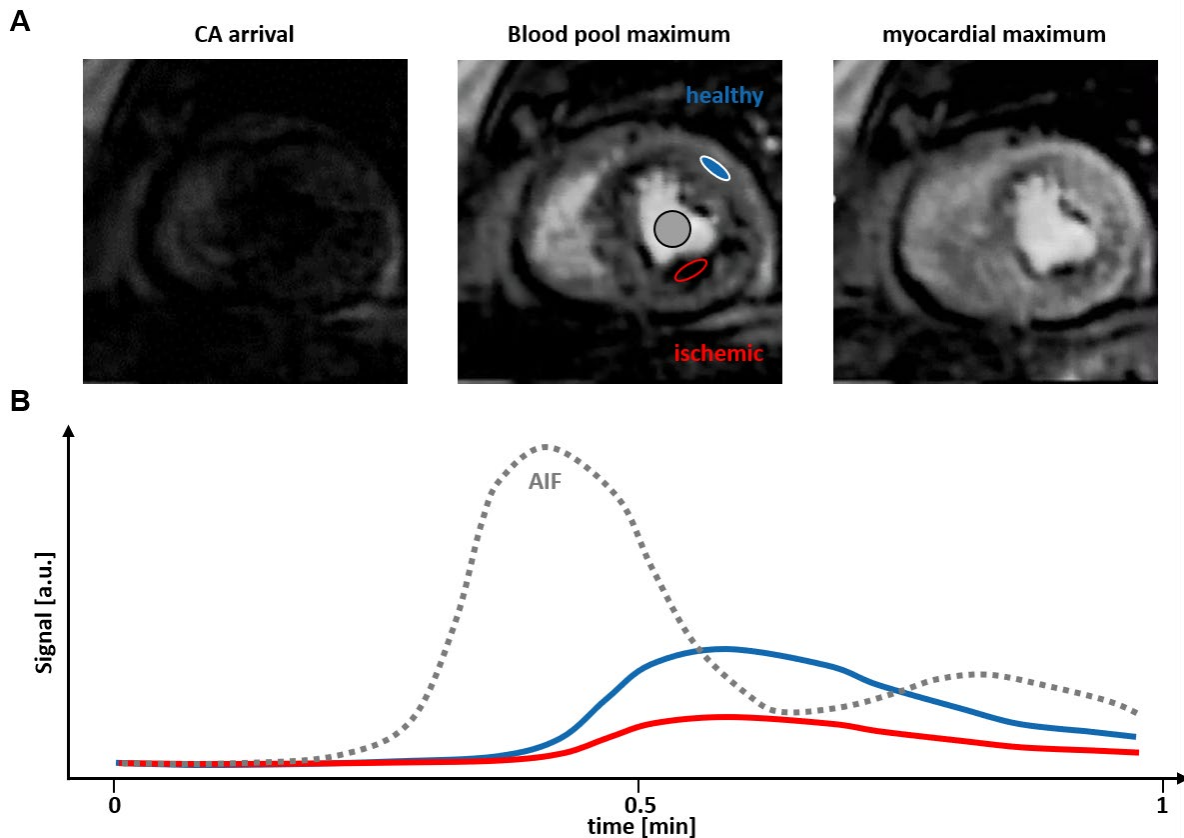 A
CA arrival
Blood pool maximum
myocardial maximum
healthy
ischemic
B
AIF
Signal [a.u.]
0
0.5
1
time [min]